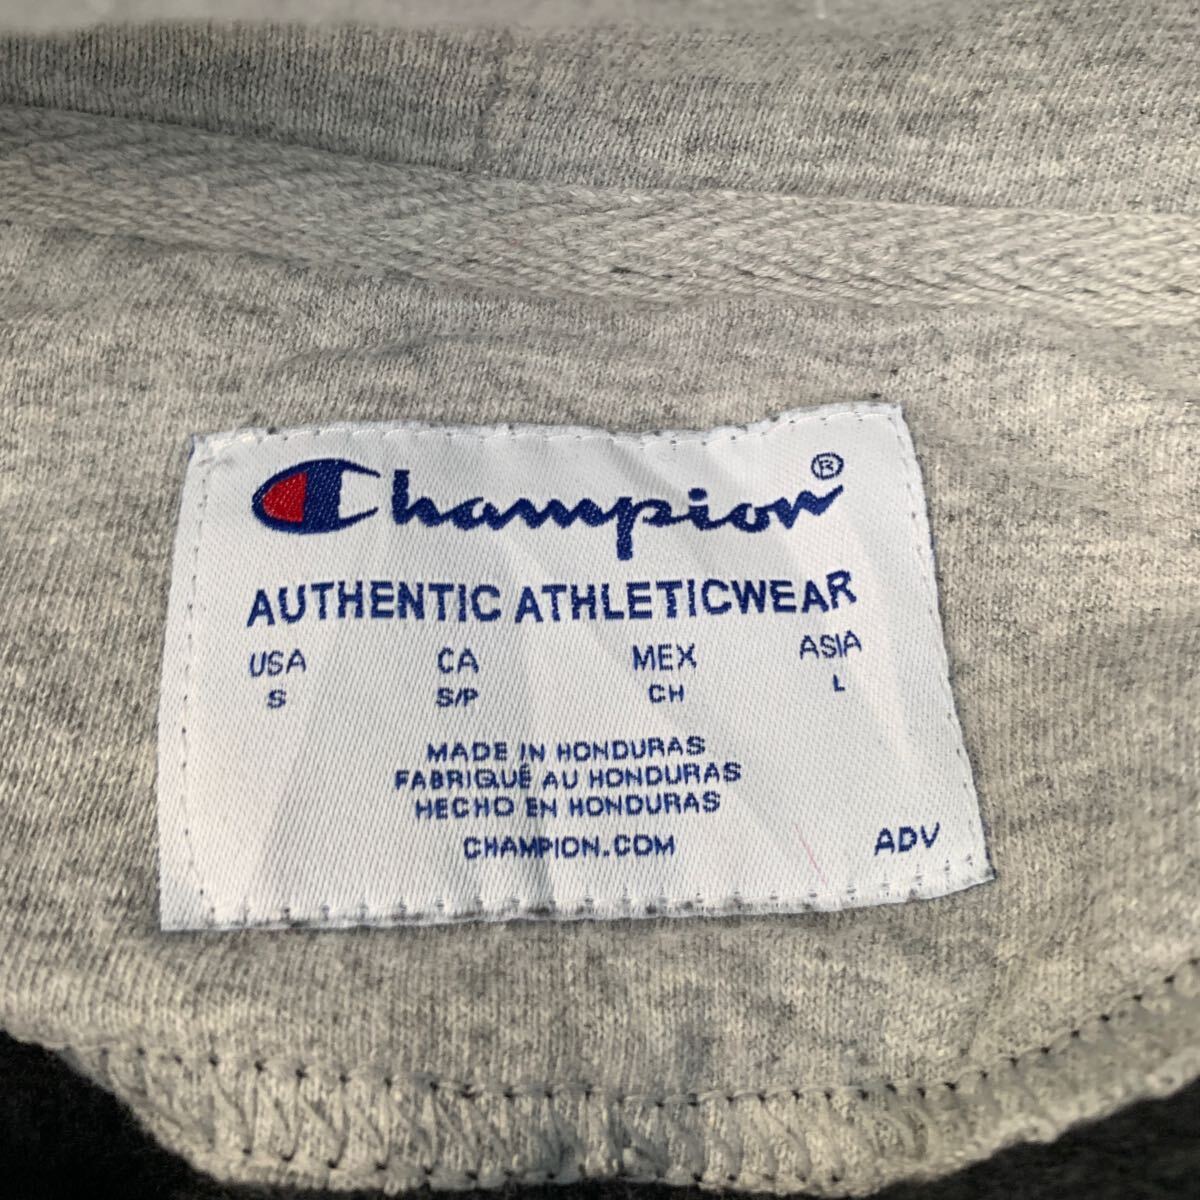 Champion®
AUTHENTIC ATHLETICWEAR
USA CA MEX ASIA
S S/P CH L
MADE IN HONDURAS
FABRIQUÉ AU HONDURAS
HECHO EN HONDURAS
CHAMPION.COM
ADV